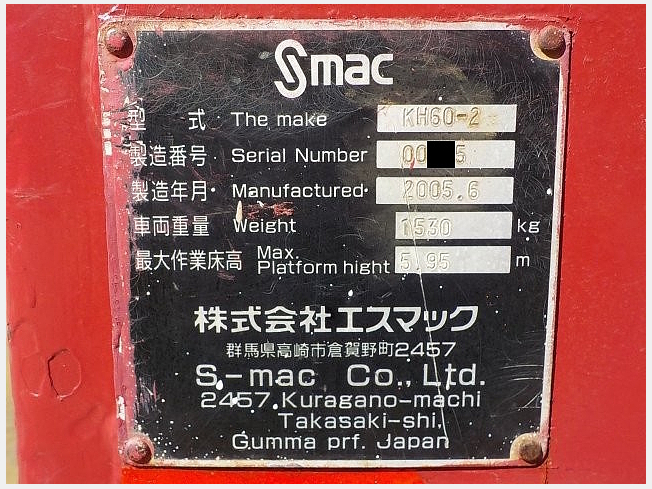 Smac
型 式 The make KH60-2
製造番号 Serial Number 00 5
製造年月 Manufactured 2005.6
車両重量 Weight 1530 kg
最大作業床高 Max. Platform hight 5.95 m
株式会社エスマック
群馬県高崎市倉賀野町2457
S.-mac Co., Ltd.
2457, Kuragano-machi
Takasaki-shi,
Gumma prf. Japan